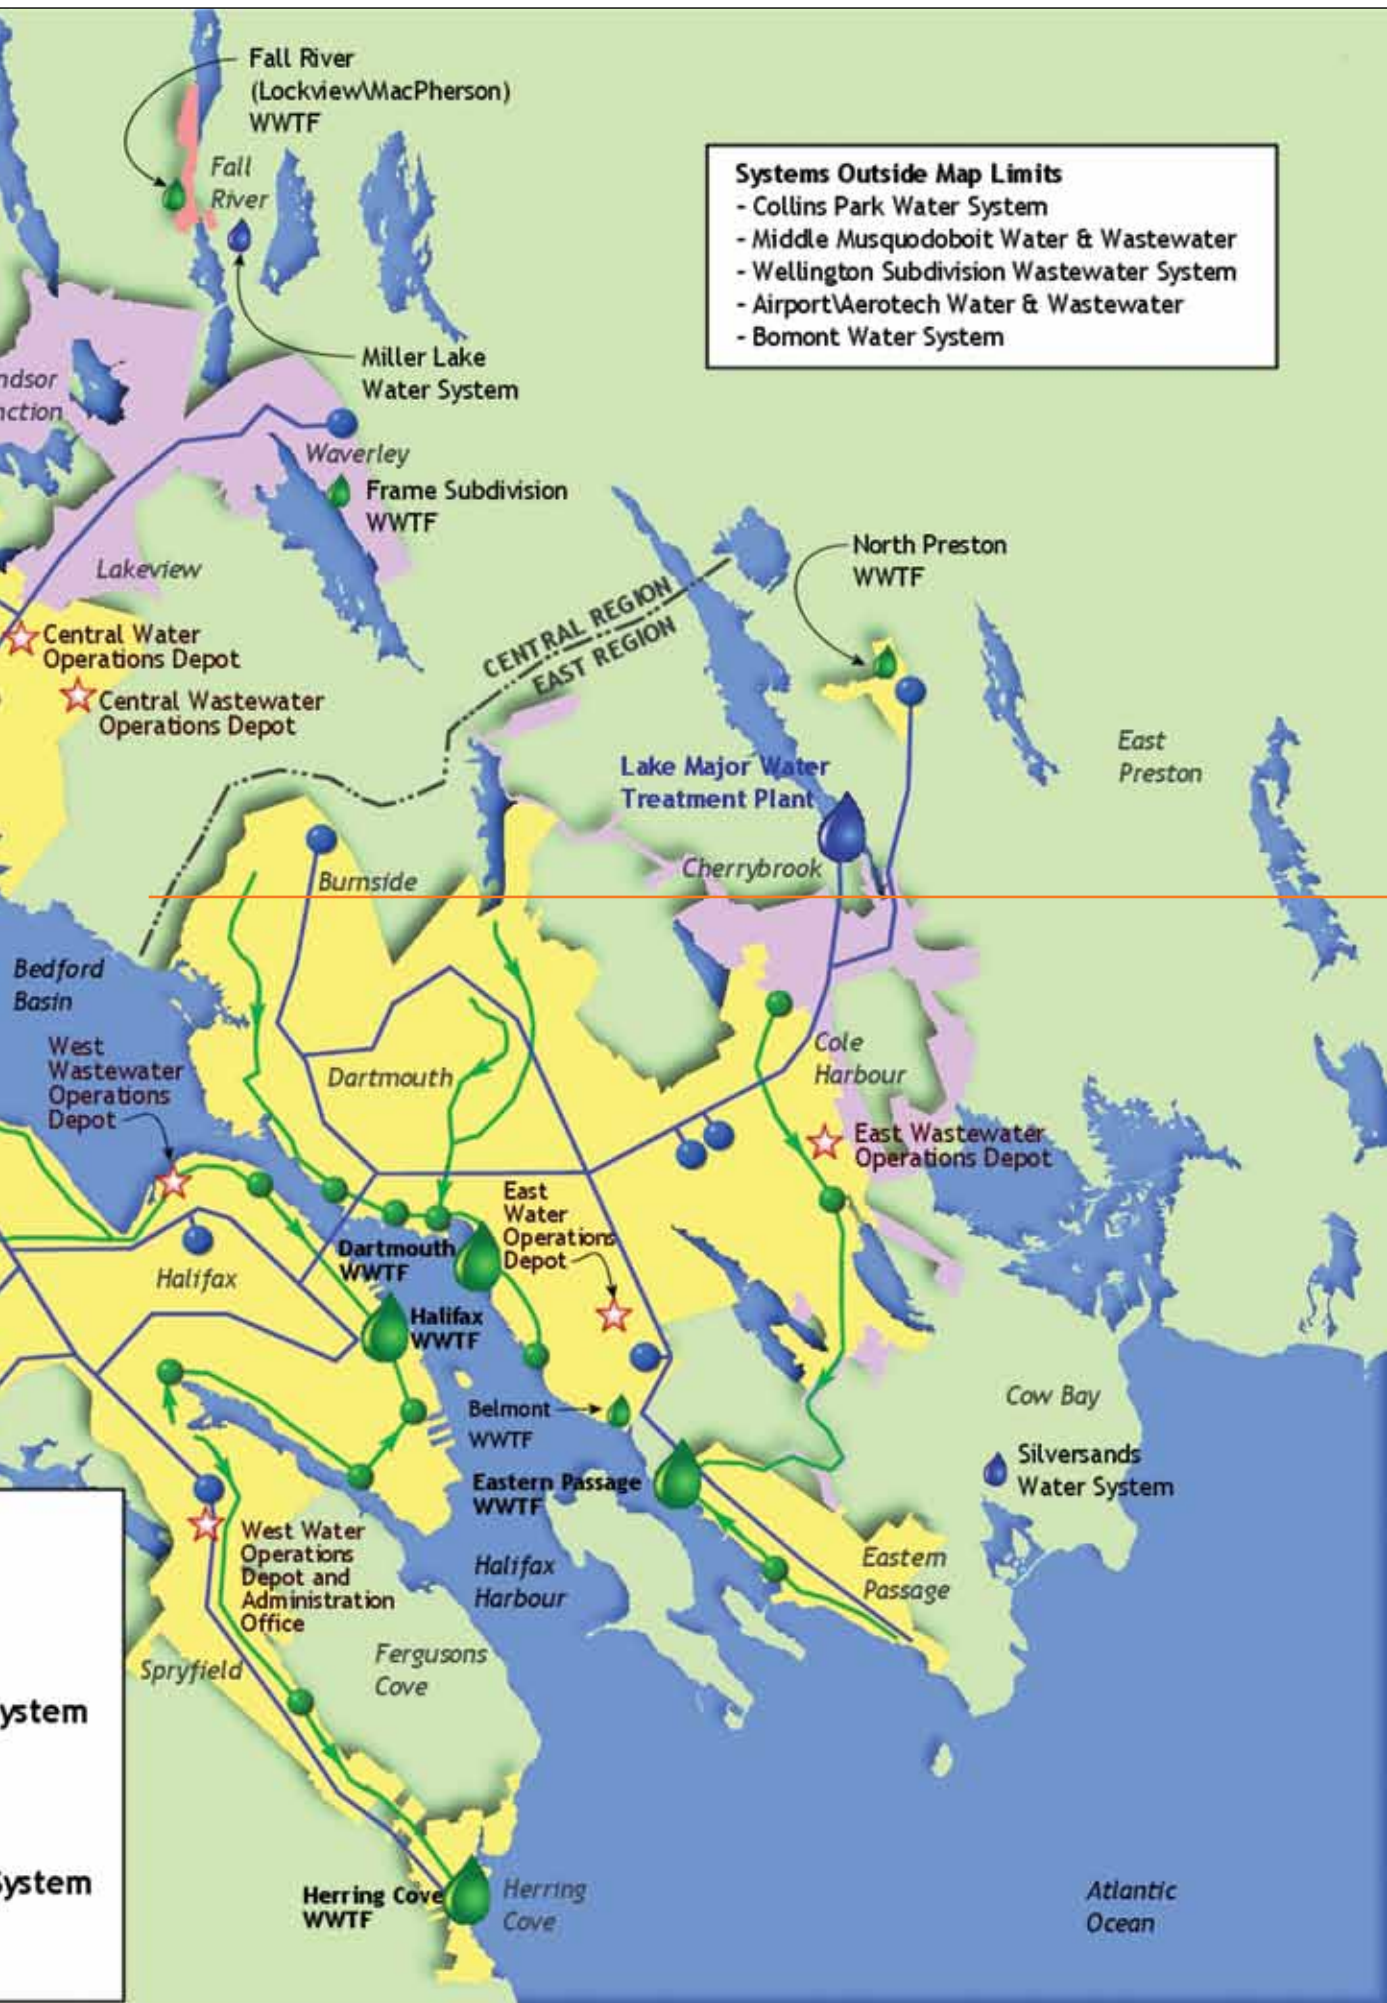 Fall River
(Lockview\MacPherson)
WWTF
Fall
River
Systems Outside Map Limits
- Collins Park Water System
- Middle Musquodoboit Water & Wastewater
- Wellington Subdivision Wastewater System
- Airport\Aerotech Water & Wastewater
- Bomont Water System
Miller Lake
Water System
ndsor
nction
Waverley
Frame Subdivision
WWTF
Lakeview
North Preston
WWTF
CENTRAL REGION
EAST REGION
Central Water
Operations Depot
Central Wastewater
Operations Depot
East
Preston
Lake Major Water
Treatment Plant
Cherrybrook
Burnside
Bedford
Basin
West
Wastewater
Operations
Depot
Dartmouth
Cole
Harbour
East Wastewater
Operations Depot
East
Water
Operations
Depot
Dartmouth
WWTF
Halifax
Halifax
WWTF
Belmont
WWTF
Cow Bay
Silversands
Water System
Eastern Passage
WWTF
West Water
Operations
Depot and
Administration
Office
Halifax
Harbour
Eastern
Passage
Spryfield
Fergusons
Cove
ystem
System
Herring Cove
WWTF
Herring
Cove
Atlantic
Ocean